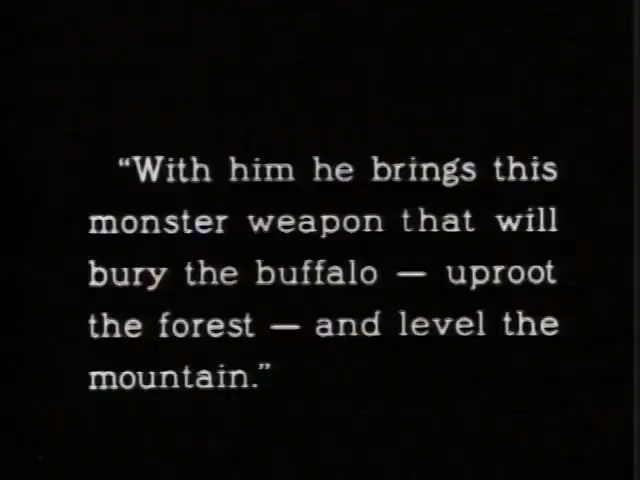 “With him he brings this
monster weapon that will
bury the buffalo — uproot
the forest — and level the
mountain.”